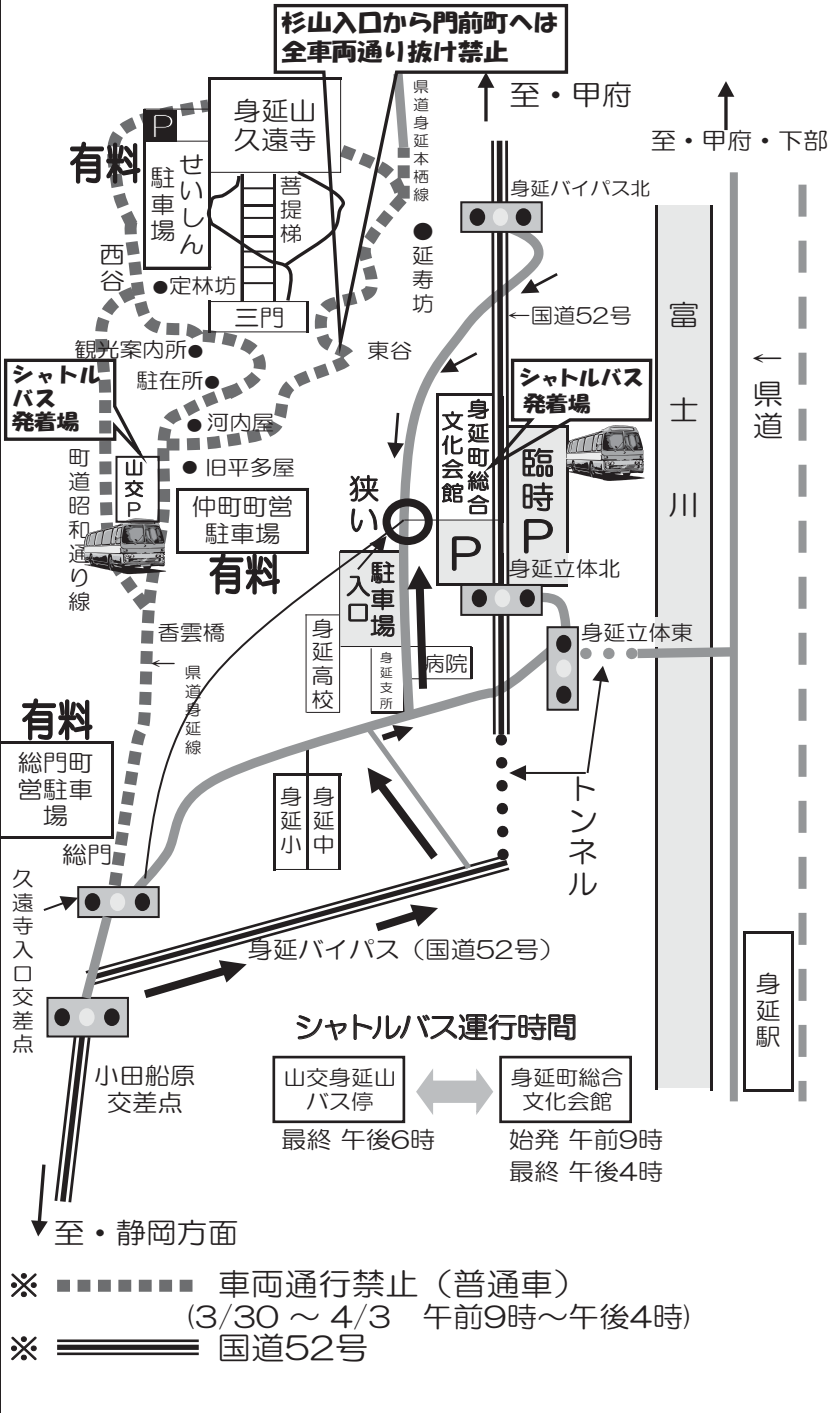 杉山入口から門前町へは
全車両通り抜け禁止
至・甲府
至・甲府・下部
県道身延本栖線
身延山
久遠寺
P
有料
せいしん
駐車場
菩提梯
三門
西谷
●定林坊
●延寿坊
身延バイパス北
←国道52号
富士川
←県道
観光案内所●
駐在所●
東谷
シャトル
バス
発着場
シャトルバス
発着場
身延町総合
文化会館
臨時P
P
●河内屋
●旧平多屋
山交P
町道昭和通り線
仲町町営
駐車場
有料
狭い
駐車場
入口
身延立体北
身延立体東
香雲橋
←県道身延線
身延高校
身延支所
病院
有料
総門町
営駐車
場
総門
身延小
身延中
トンネル
久遠寺入口交差点
身延バイパス（国道52号）
身延駅
小田船原
交差点
シャトルバス運行時間
山交身延山
バス停
身延町総合
文化会館
最終 午後6時
始発 午前9時
最終 午後4時
至・静岡方面
※ 車両通行禁止（普通車）
(3/30 ～ 4/3　午前9時～午後4時)
※ 国道52号